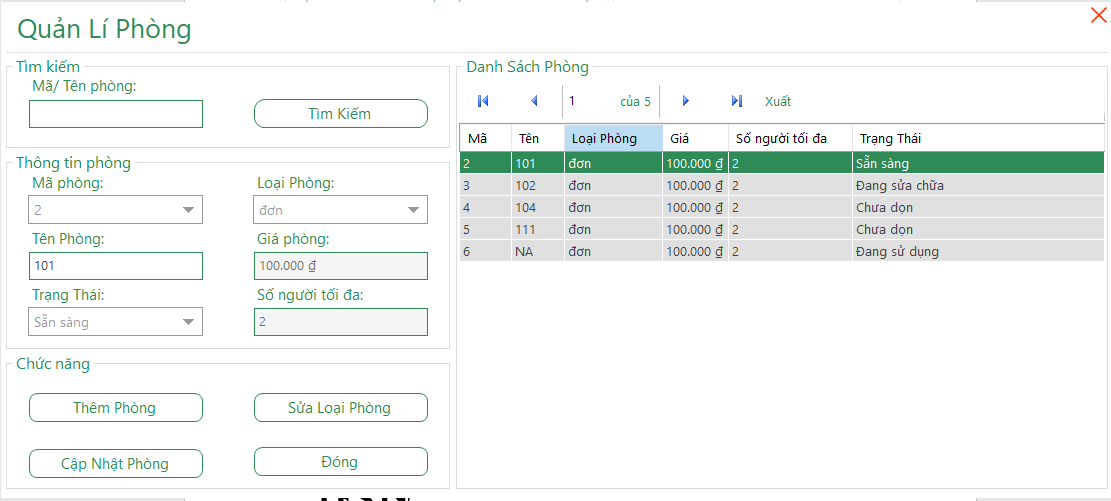 Quản Lí Phòng
Tìm kiếm
Mã/ Tên phòng:
Tìm Kiếm
Thông tin phòng
Mã phòng:
Loại Phòng:
2
đơn
Tên Phòng:
Giá phòng:
101
100.000 ₫
Trạng Thái:
Số người tối đa:
Sẵn sàng
2
Chức năng
Thêm Phòng
Sửa Loại Phòng
Cập Nhật Phòng
Đóng
Danh Sách Phòng
1 của 5 Xuất
Mã Tên Loại Phòng Giá Số người tối đa Trạng Thái
2 101 đơn 100.000 ₫ 2 Sẵn sàng
3 102 đơn 100.000 ₫ 2 Đang sửa chữa
4 104 đơn 100.000 ₫ 2 Chưa dọn
5 111 đơn 100.000 ₫ 2 Chưa dọn
6 NA đơn 100.000 ₫ 2 Đang sử dụng